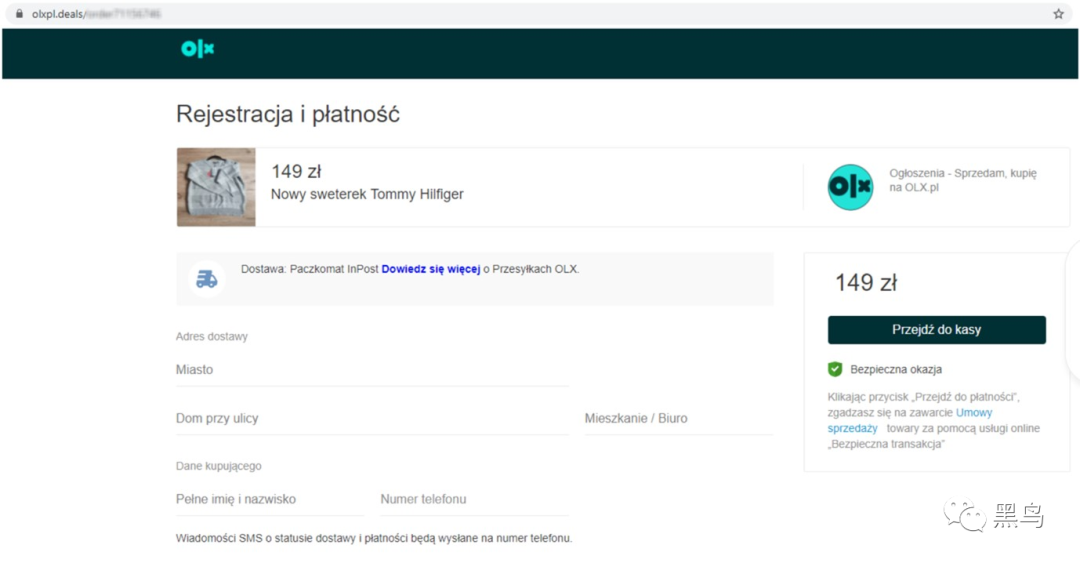 olxpl.deals/
olx
Rejestracja i płatność
149 zł
Nowy sweterek Tommy Hilfiger
olx
Ogłoszenia - Sprzedam, kupię
na OLX.pl
Dostawa: Paczkomat InPost Dowiedz się więcej o Przesyłkach OLX.
Adres dostawy
Miasto
Dom przy ulicy
Mieszkanie / Biuro
Dane kupującego
Pełne imię i nazwisko
Numer telefonu
Wiadomości SMS o statusie dostawy i płatności będą wysłane na numer telefonu.
149 zł
Przejdź do kasy
Bezpieczna okazja
Klikając przycisk „Przejdź do płatności”,
zgadzasz się na zawarcie Umowy
sprzedaży towary za pomocą usługi online
„Bezpieczna transakcja”
黑鸟